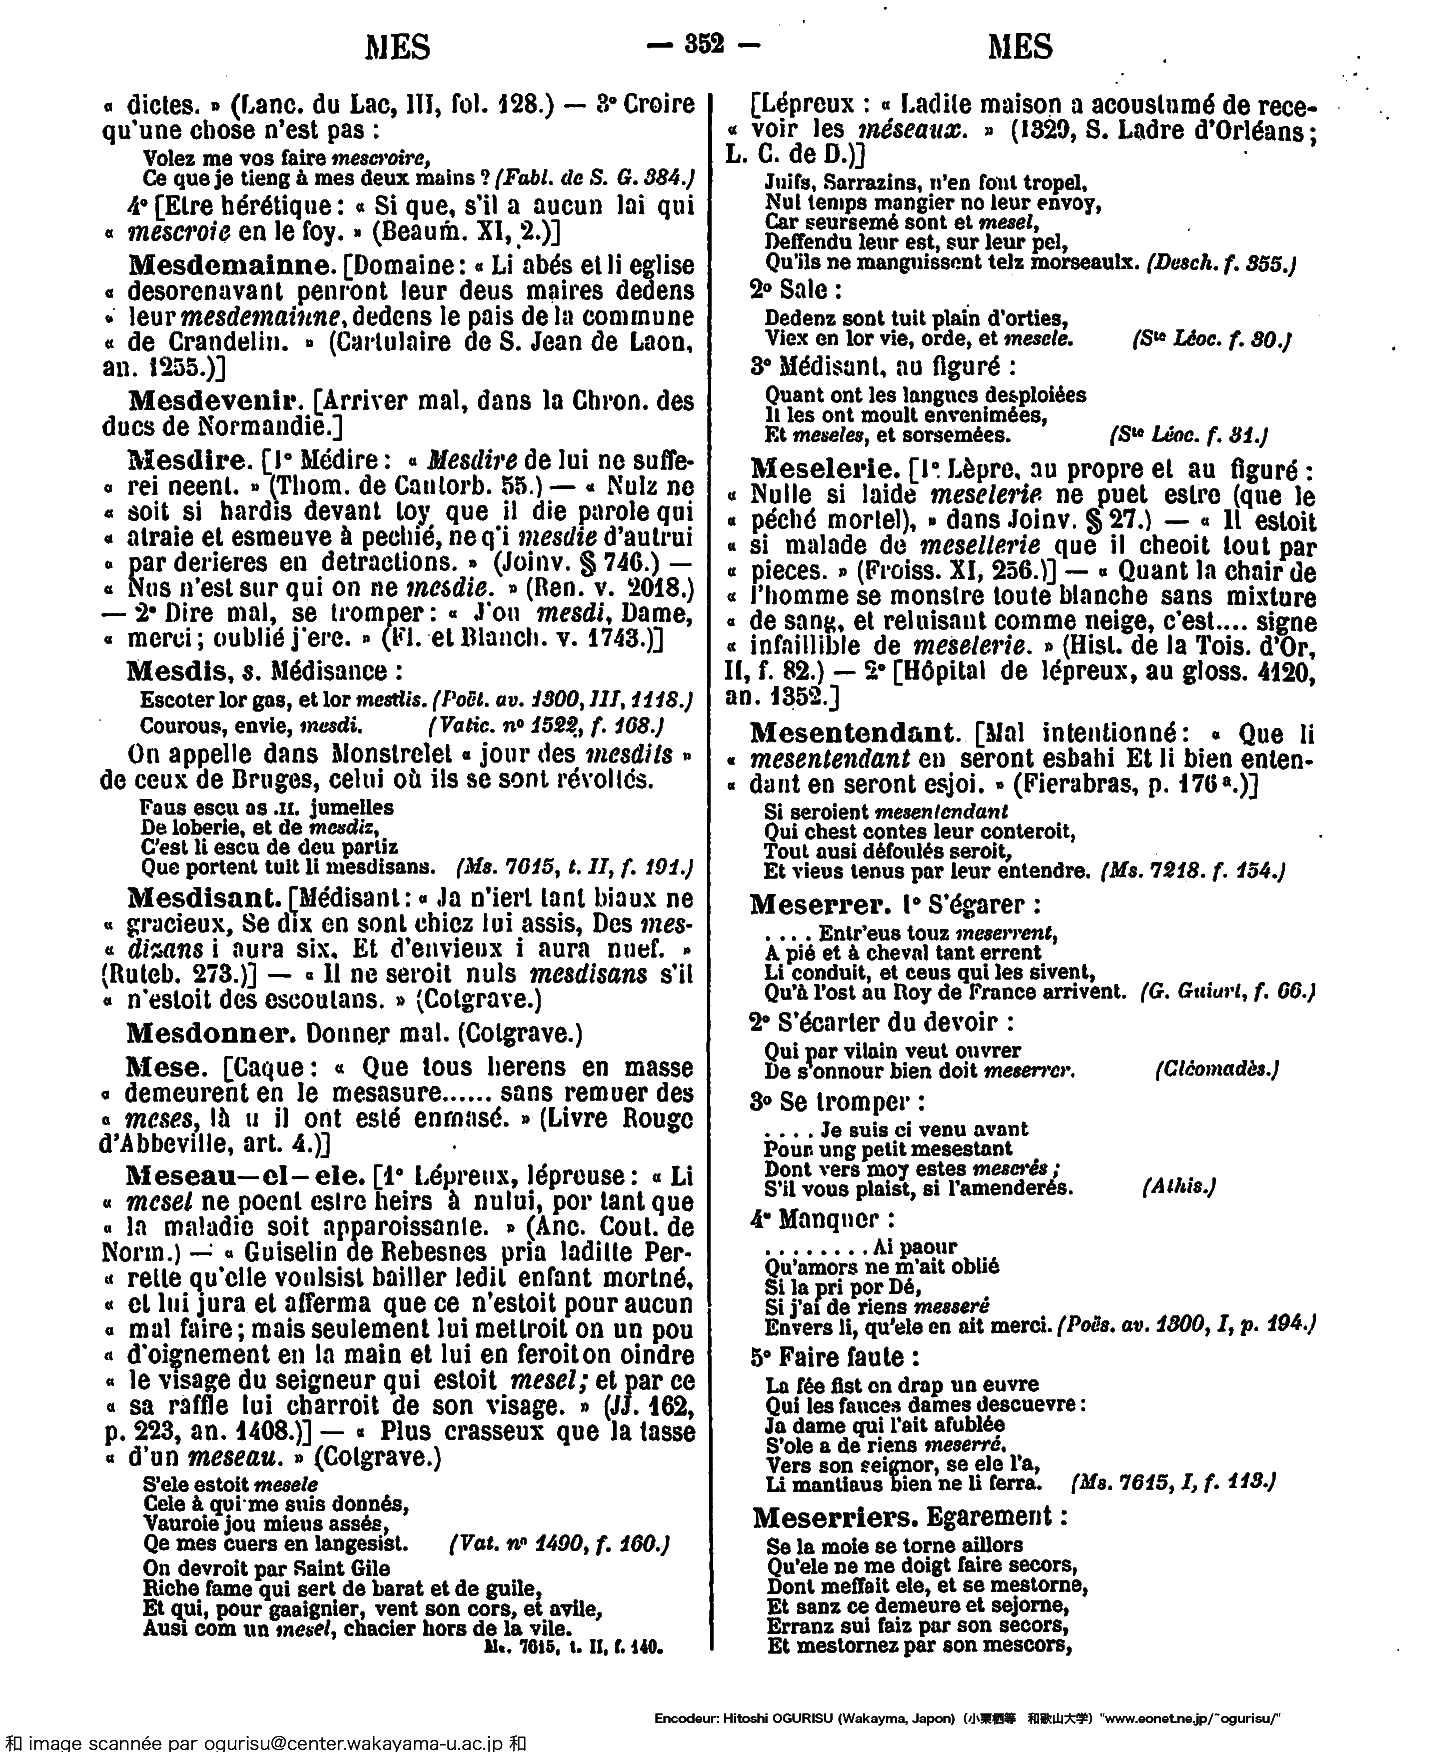 MES — 352 — MES
« dictes. » (Lanc. du Lac, III, fol. 128.) — 3° Croire
qu'une chose n'est pas :
Volez me vos faire mescroire,
Ce que je tieng à mes deux mains ? (Fabl. de S. G. 384.)
4° [Etre hérétique : « Si que, s'il a aucun lai qui
« mescroie en le foy. » (Beaum. XI, 2.)]
Mesdemainne. [Domaine : « Li abés et li eglise
« desorenavant penront leur deus maires dedens
« leur mesdemainne, dedens le pais de la commune
« de Crandelin. » (Cartulaire de S. Jean de Laon,
an. 1255.)]
Mesdevenir. [Arriver mal, dans la Chron. des
ducs de Normandie.]
Mesdire. [1° Médire : « Mesdire de lui ne suffe-
« rei neent. » (Thom. de Cantorb. 55.) — « Nulz ne
« soit si hardis devant toy que il die parole qui
« atraie et esmeuve à pechié, ne q'i mesdie d'autrui
« par derieres en detractions. » (Joinv. § 746.) —
« Nus n'est sur qui on ne mesdie. » (Ren. v. 2018.)
— 2° Dire mal, se tromper : « J'ou mesdi, Dame,
« merci ; oublié j'ere. » (Fl. et Blanch. v. 1743.)]
Mesdis, s. Médisance :
Escoter lor gas, et lor mesdis. (Poët. av. 1300, III, 1118.)
Courous, envie, mesdi. (Vatic. n° 1522, f. 168.)
On appelle dans Monstrelet « jour des mesdits »
de ceux de Bruges, celui où ils se sont révoltés.
Faus escu as .II. jumelles
De loberie, et de mesdiz,
C'est li escu de deu partiz
Que portent tuit li mesdisans. (Ms. 7615, t. II, f. 191.)
Mesdisant. [Médisant : « Ja n'iert tant biaux ne
« gracieux, Se dix en sont chiez lui assis, Des mes-
« dizans i aura six, Et d'envieux i aura nuef. »
(Ruteb. 273.)] — « Il ne seroit nuls mesdisans s'il
« n'estoit des escoutans. » (Cotgrave.)
Mesdonner. Donner mal. (Cotgrave.)
Mese. [Caque : « Que tous herens en masse
« demeurent en le mesasure...... sans remuer des
« meses, là u il ont esté enmasé. » (Livre Rouge
d'Abbeville, art. 4.)]
Meseau—el—ele. [1° Lépreux, lépreuse : « Li
« mesel ne poent estre heirs à nului, por tant que
« la maladie soit apparoissante. » (Anc. Cout. de
Norm.) — « Guiselin de Rebesnes pria laditte Per-
« rette qu'elle voulsist bailler ledit enfant mortné,
« et lui jura et afferma que ce n'estoit pour aucun
« mal faire ; mais seulement lui mettroit on un pou
« d'oignement en la main et lui en feroit on oindre
« le visage du seigneur qui estoit mesel ; et par ce
« sa raffle lui charroit de son visage. » (JJ. 162,
p. 223, an. 1408.)] — « Plus crasseux que la tasse
« d'un meseau. » (Cotgrave.)
S'ele estoit mesele
Cele à qui me suis donnés,
Vauroie jou mieus assés,
Qe mes cuers en langesist. (Vat. n° 1490, f. 160.)
On devroit par Saint Gile
Riche fame qui sert de barat et de guile,
Et qui, pour gaaignier, vent son cors, et avile,
Ausi com un mesel, chacier hors de la vile.
Ms. 7615, t. II, f. 140.
[Lépreux : « Ladite maison a acoustumé de rece-
« voir les méseaux. » (1329, S. Ladre d'Orléans ;
L. C. de D.)]
Juifs, Sarrazins, n'en font tropel,
Nul temps mangier no leur envoy,
Car seursemé sont et mesel,
Deffendu leur est, sur leur pel,
Qu'ils ne manguissent telz morseaulx. (Desch. f. 355.)
2° Sale :
Dedenz sont tuit plain d'orties,
Viex en lor vie, orde, et mesele. (Ste Léoc. f. 30.)
3° Médisant, au figuré :
Quant ont les langues desploiées
Il les ont moult envenimées,
Et meseles, et sorsemées. (Ste Léoc. f. 31.)
Meselerie. [1° Lèpre, au propre et au figuré :
« Nulle si laide meselerie ne puet estre (que le
« péché mortel), » dans Joinv. § 27.) — « Il estoit
« si malade de mesellerie que il cheoit tout par
« pieces. » (Froiss. XI, 256.)] — « Quant la chair de
« l'homme se monstre toute blanche sans mixture
« de sang, et reluisant comme neige, c'est.... signe
« infaillible de meselerie. » (Hist. de la Tois. d'Or,
II, f. 82.) — 2° [Hôpital de lépreux, au gloss. 4120,
an. 1352.]
Mesentendant. [Mal intentionné : « Que li
« mesentendant en seront esbahi Et li bien enten-
« dant en seront esjoi. » (Fierabras, p. 176 a.)]
Si seroient mesentendant
Qui chest contes leur conteroit,
Tout ausi défoulés seroit,
Et vieus tenus par leur entendre. (Ms. 7218. f. 154.)
Meserrer. 1° S'égarer :
. . . . Entr'eus touz meserrent,
A pié et à cheval tant errent
Li conduit, et ceus qui les sivent,
Qu'à l'ost au Roy de France arrivent. (G. Guiart, f. 66.)
2° S'écarter du devoir :
Qui par vilain veut ouvrer
De s'onnour bien doit meserrer. (Cléomadès.)
3° Se tromper :
. . . . Je suis ci venu avant
Pour ung petit mesestant
Dont vers moy estes mescrés ;
S'il vous plaist, si l'amenderés. (Athis.)
4° Manquer :
. . . . . . . . Ai paour
Qu'amors ne m'ait oblié
Si la pri por Dé,
Si j'ai de riens messeré
Envers li, qu'ele en ait merci. (Poës. av. 1300, I, p. 194.)
5° Faire faute :
La fée fist on drap un euvre
Qui les fauces dames descuevre :
Ja dame qui l'ait afublée
S'ole a de riens meserré,
Vers son seignor, se ele l'a,
Li mantiaus bien ne li serra. (Ms. 7615, I, f. 113.)
Meserriers. Egarement :
Se la moie se torne aillors
Qu'ele ne me doigt faire secors,
Dont meffait ele, et se mestorne,
Et sanz ce demeure et sejorne,
Erranz sui faiz par son secors,
Et mestornez par son mescors,
Encodeur: Hitoshi OGURISU (Wakayma, Japon) (小栗栖等 和歌山大学) "www.eonet.ne.jp/~ogurisu/"
和 image scannée par ogurisu@center.wakayama-u.ac.jp 和